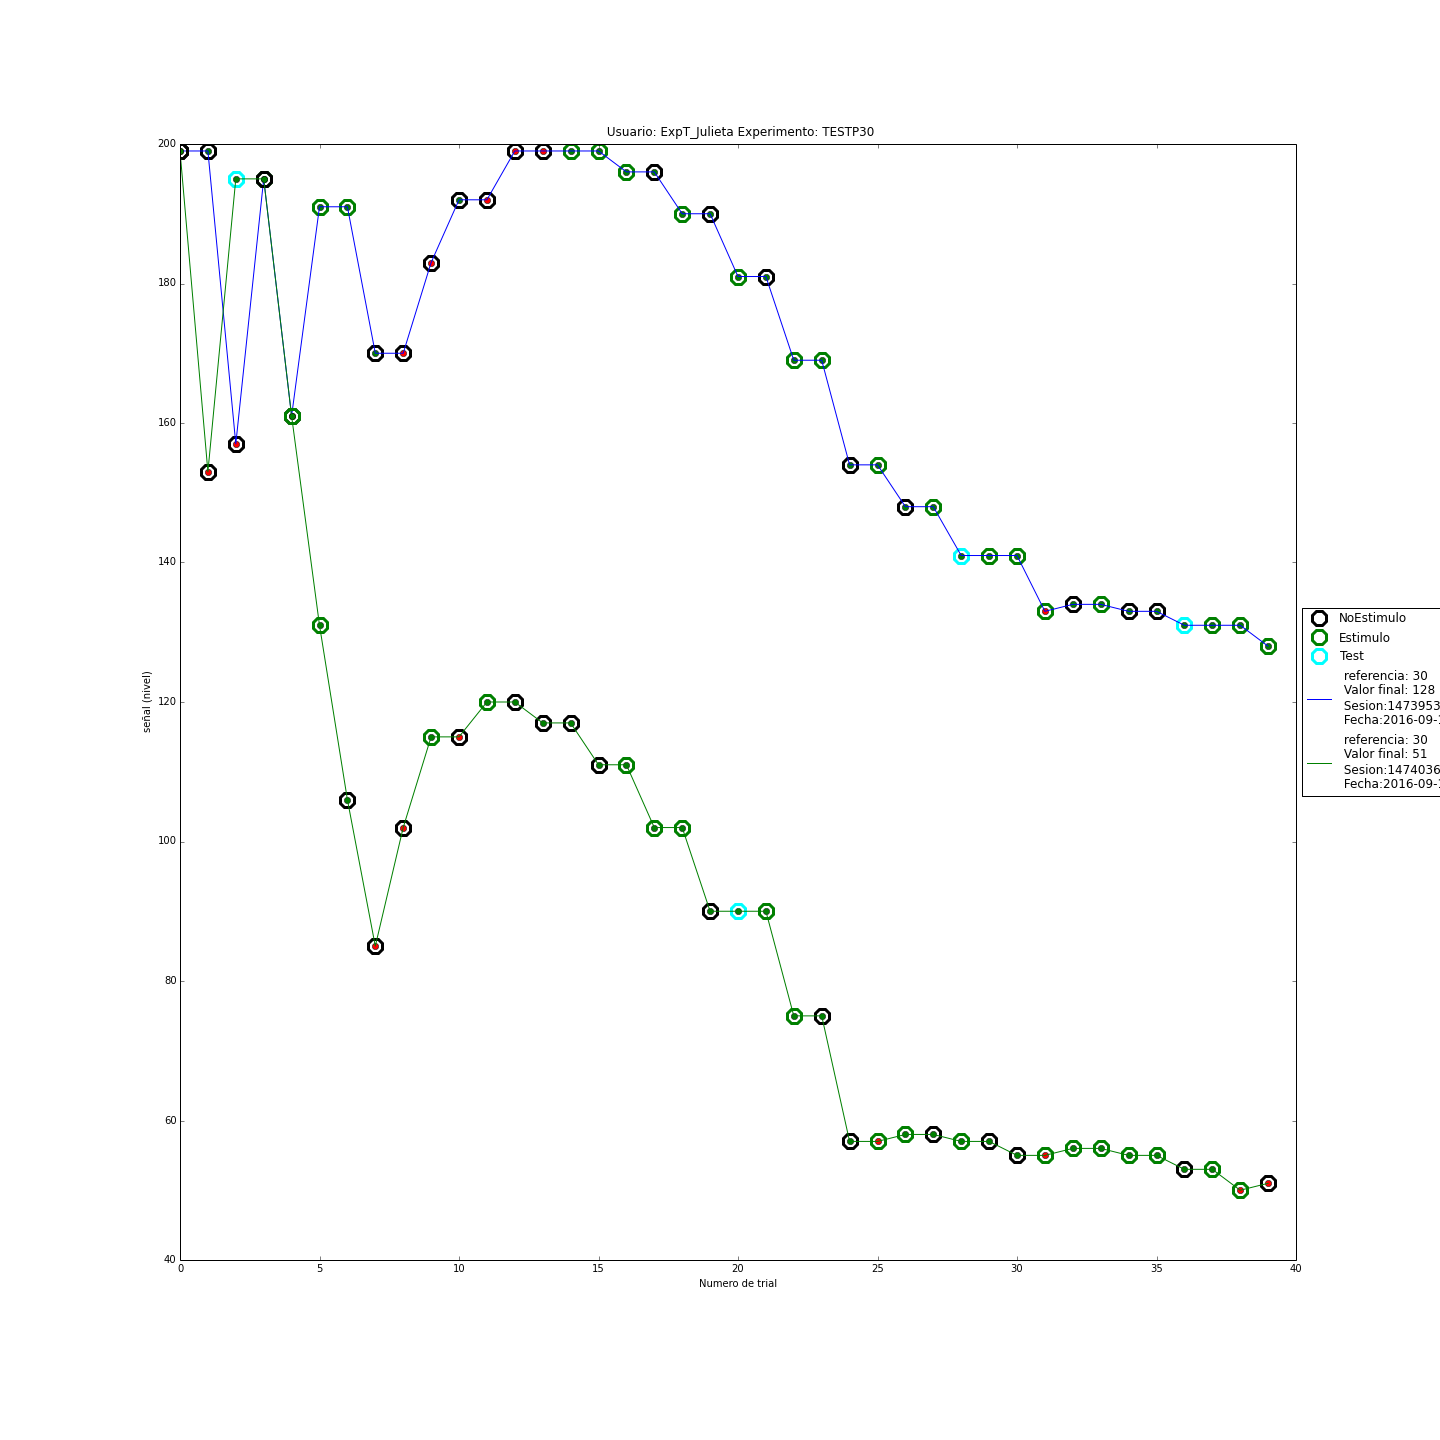 Usuario: ExpT_Julieta Experimento: TESTP30
200
180
160
140
120
100
80
60
40
señal (nivel)
0 5 10 15 20 25 30 35 40
Numero de trial
NoEstimulo
Estimulo
Test
referencia: 30
Valor final: 128
Sesion:1473953
Fecha:2016-09-1
referencia: 30
Valor final: 51
Sesion:1474036
Fecha:2016-09-1